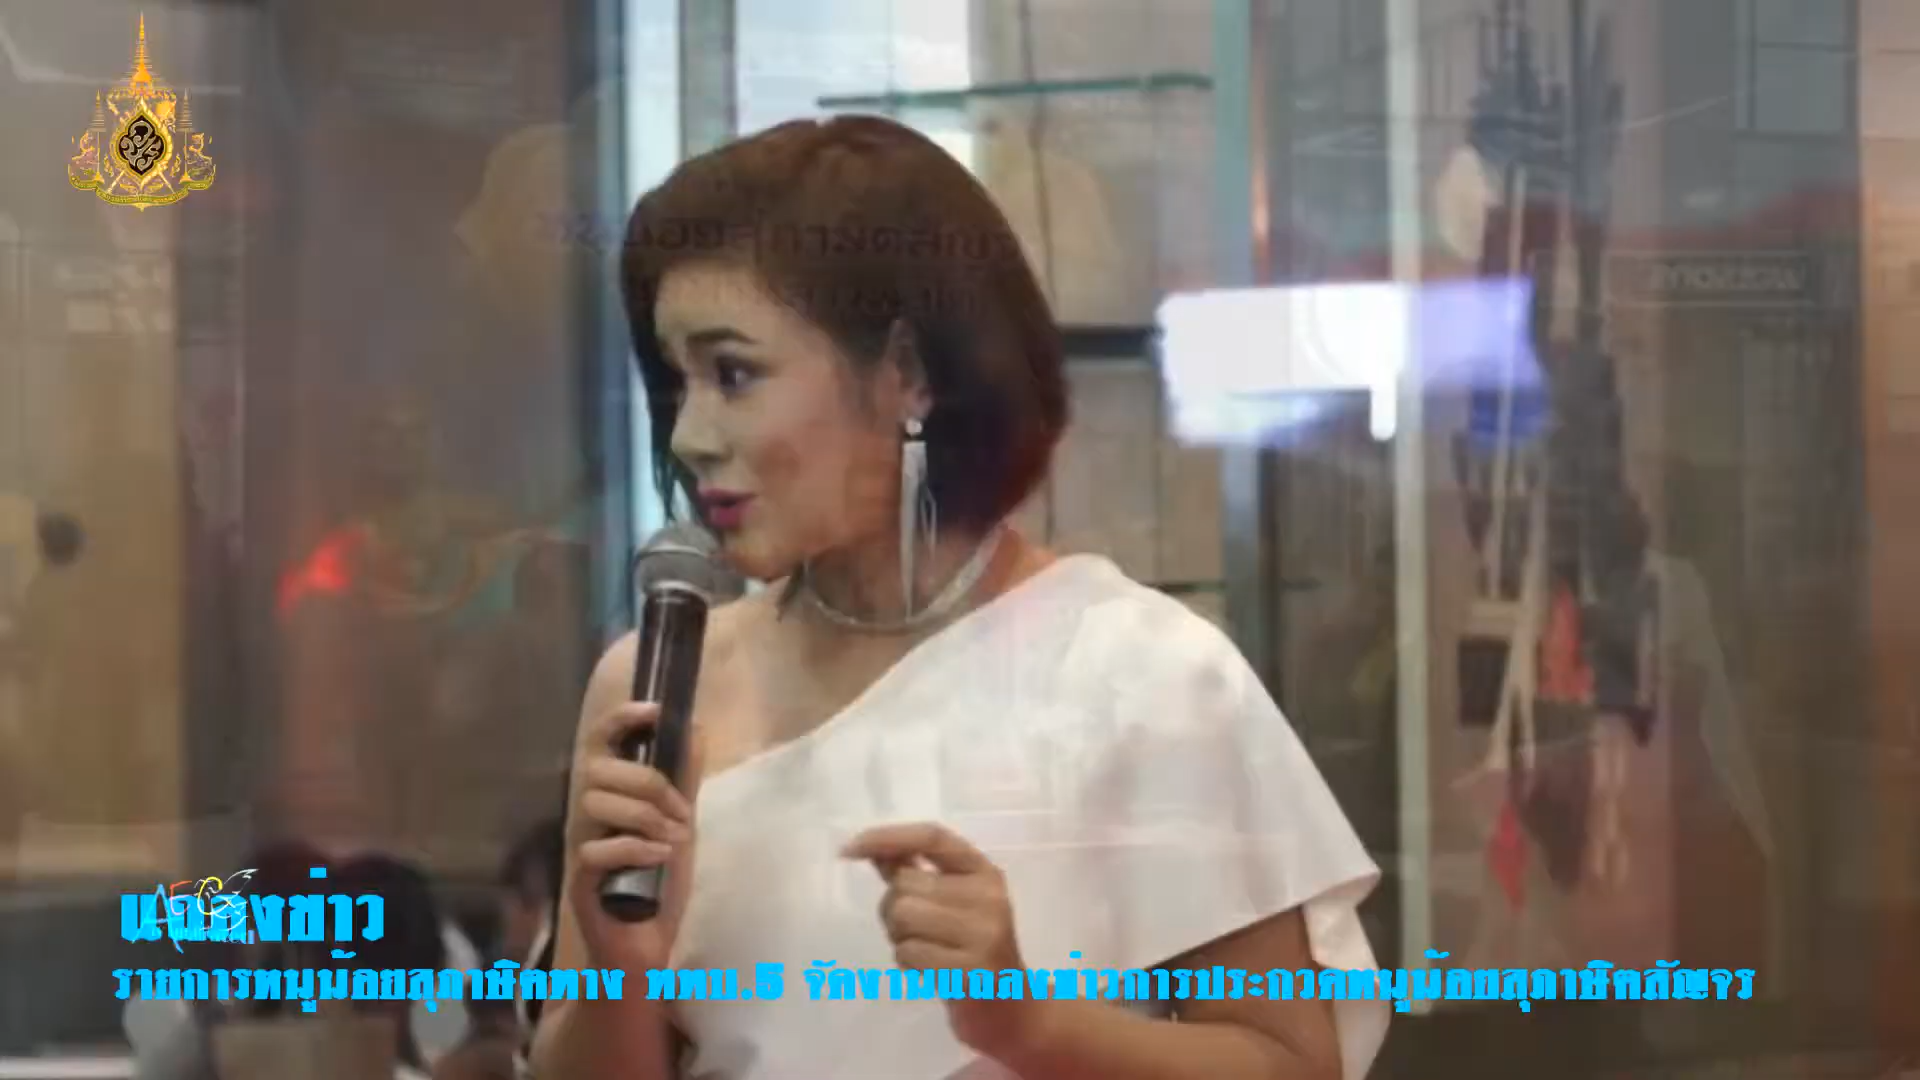 แถลงข่าว
รายการหนูน้อยสุภาษิตทาง ททบ.5 จัดงานแถลงข่าวการประกวดหนูน้อยสุภาษิตสัญจร